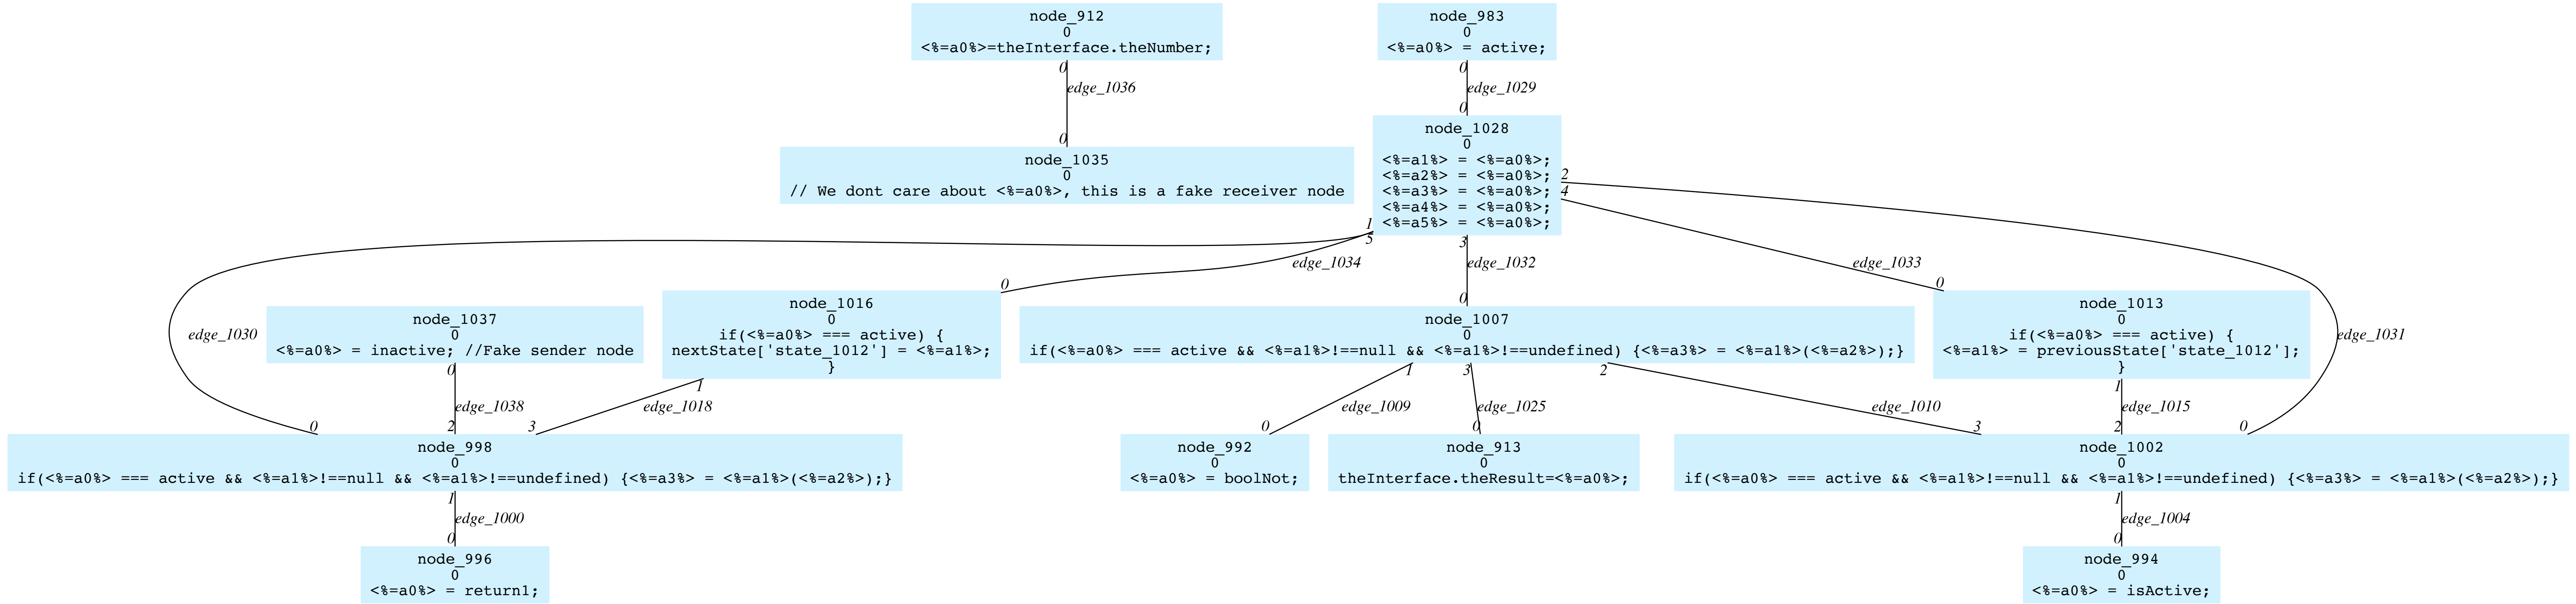 node_912
0
<%=a0%>=theInterface.theNumber;
node_983
0
<%=a0%> = active;
0
edge_1036
0
0
edge_1029
0
node_1035
0
// We dont care about <%=a0%>, this is a fake receiver node
node_1028
0
<%=a1%> = <%=a0%>;
<%=a2%> = <%=a0%>;
<%=a3%> = <%=a0%>;
<%=a4%> = <%=a0%>;
<%=a5%> = <%=a0%>;
2
4
1
5
3
edge_1034
edge_1032
edge_1033
0
0
0
edge_1030
node_1037
0
<%=a0%> = inactive; //Fake sender node
node_1016
0
if(<%=a0%> === active) {
nextState['state_1012'] = <%=a1%>;
}
node_1007
0
if(<%=a0%> === active && <%=a1%>!==null && <%=a1%>!==undefined) {<%=a3%> = <%=a1%>(<%=a2%>);}
node_1013
0
if(<%=a0%> === active) {
<%=a1%> = previousState['state_1012'];
}
edge_1031
0
1
1
3
2
1
edge_1038
edge_1018
edge_1009
edge_1025
edge_1010
edge_1015
0
2
3
0
0
3
2
0
node_998
0
if(<%=a0%> === active && <%=a1%>!==null && <%=a1%>!==undefined) {<%=a3%> = <%=a1%>(<%=a2%>);}
node_992
0
<%=a0%> = boolNot;
node_913
0
theInterface.theResult=<%=a0%>;
node_1002
0
if(<%=a0%> === active && <%=a1%>!==null && <%=a1%>!==undefined) {<%=a3%> = <%=a1%>(<%=a2%>);}
1
edge_1000
0
1
edge_1004
0
node_996
0
<%=a0%> = return1;
node_994
0
<%=a0%> = isActive;